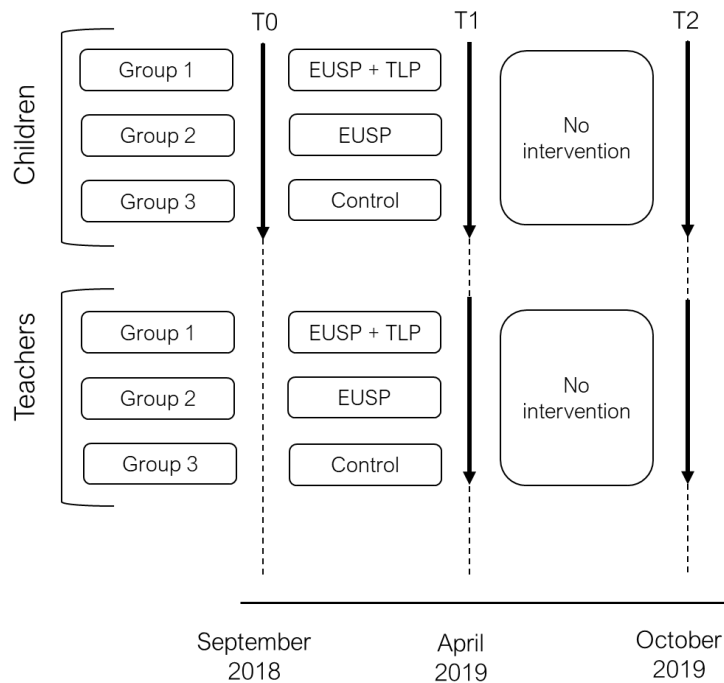 T0
T1
T2
Children
Group 1
EUSP + TLP
Group 2
EUSP
Group 3
Control
No
intervention
Teachers
Group 1
EUSP + TLP
Group 2
EUSP
Group 3
Control
No
intervention
September
2018
April
2019
October
2019